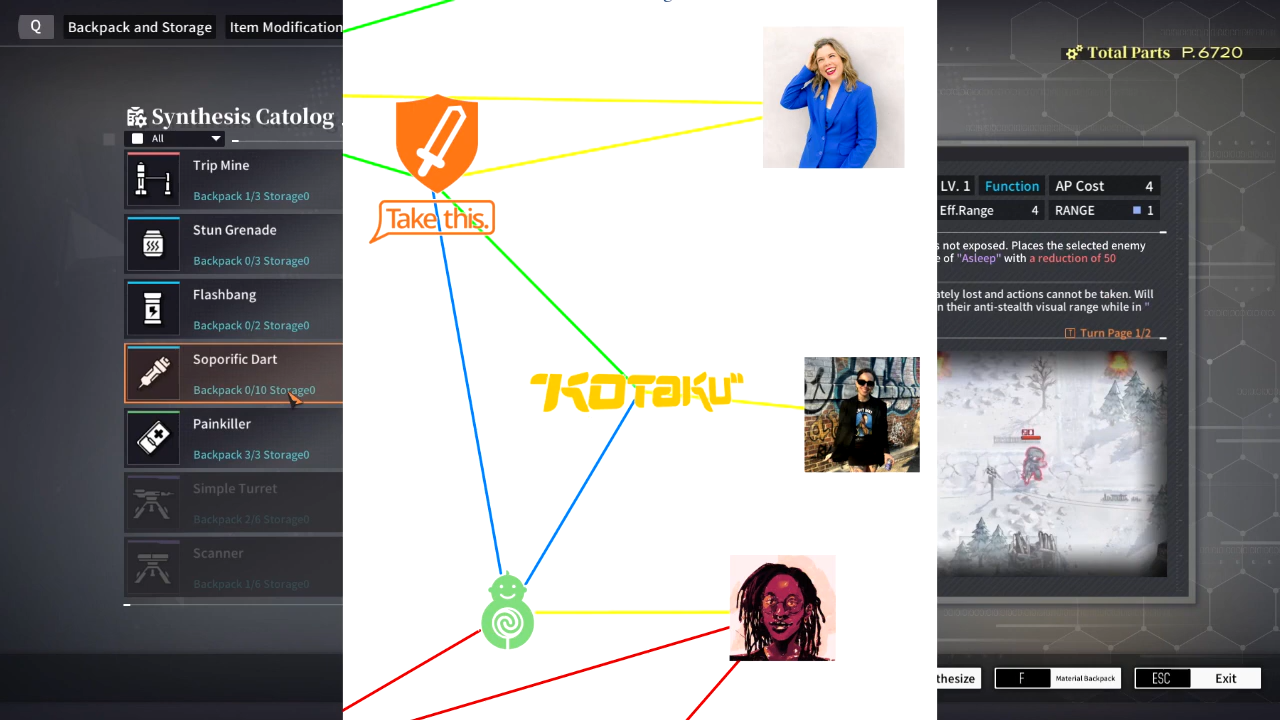 Q
Backpack and Storage
Item Modification
Total Parts P.6720
Synthesis Catolog
All
Trip Mine
Backpack 1/3 Storage0
Stun Grenade
Backpack 0/3 Storage0
Flashbang
Backpack 0/2 Storage0
Soporific Dart
Backpack 0/10 Storage0
Painkiller
Backpack 3/3 Storage0
Simple Turret
Backpack 2/6 Storage0
Scanner
Backpack 1/6 Storage0
Take this.
"KOTaKU"
LV. 1 Function AP Cost 4
Eff.Range 4 RANGE 1
not exposed. Places the selected enemy
of "Asleep" with a reduction of 50
ately lost and actions cannot be taken. Will
their anti-stealth visual range while in "
T Turn Page 1/2
thesize
F Material Backpack
ESC Exit